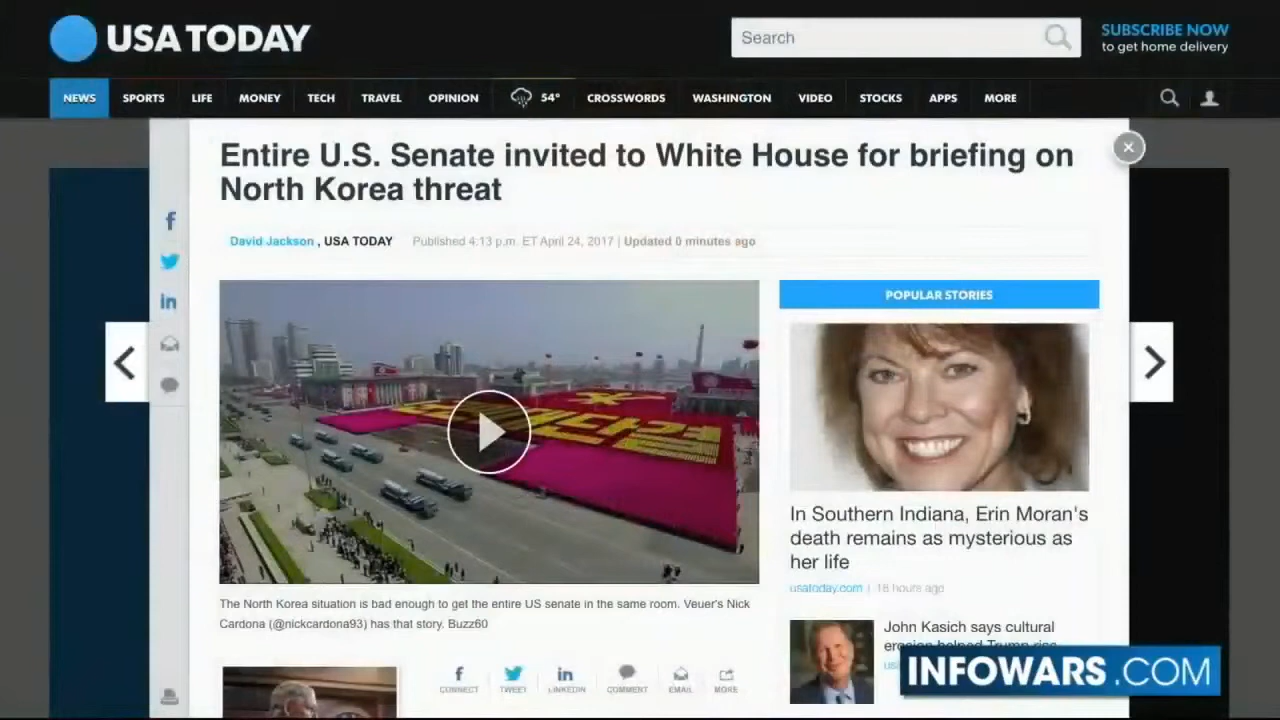 USA TODAY
Search
SUBSCRIBE NOW
to get home delivery
NEWS SPORTS LIFE MONEY TECH TRAVEL OPINION 54° CROSSWORDS WASHINGTON VIDEO STOCKS APPS MORE
Entire U.S. Senate invited to White House for briefing on
North Korea threat
David Jackson , USA TODAY Published 4:13 p.m. ET April 24, 2017 | Updated 0 minutes ago
POPULAR STORIES
In Southern Indiana, Erin Moran's
death remains as mysterious as
her life
usatoday.com | 18 hours ago
The North Korea situation is bad enough to get the entire US senate in the same room. Veuer's Nick
Cardona (@nickcardona93) has that story. Buzz60
John Kasich says cultural
erosion helped Trump rise
CONNECT TWEET LINKEDIN COMMENT EMAIL MORE
INFOWARS.COM